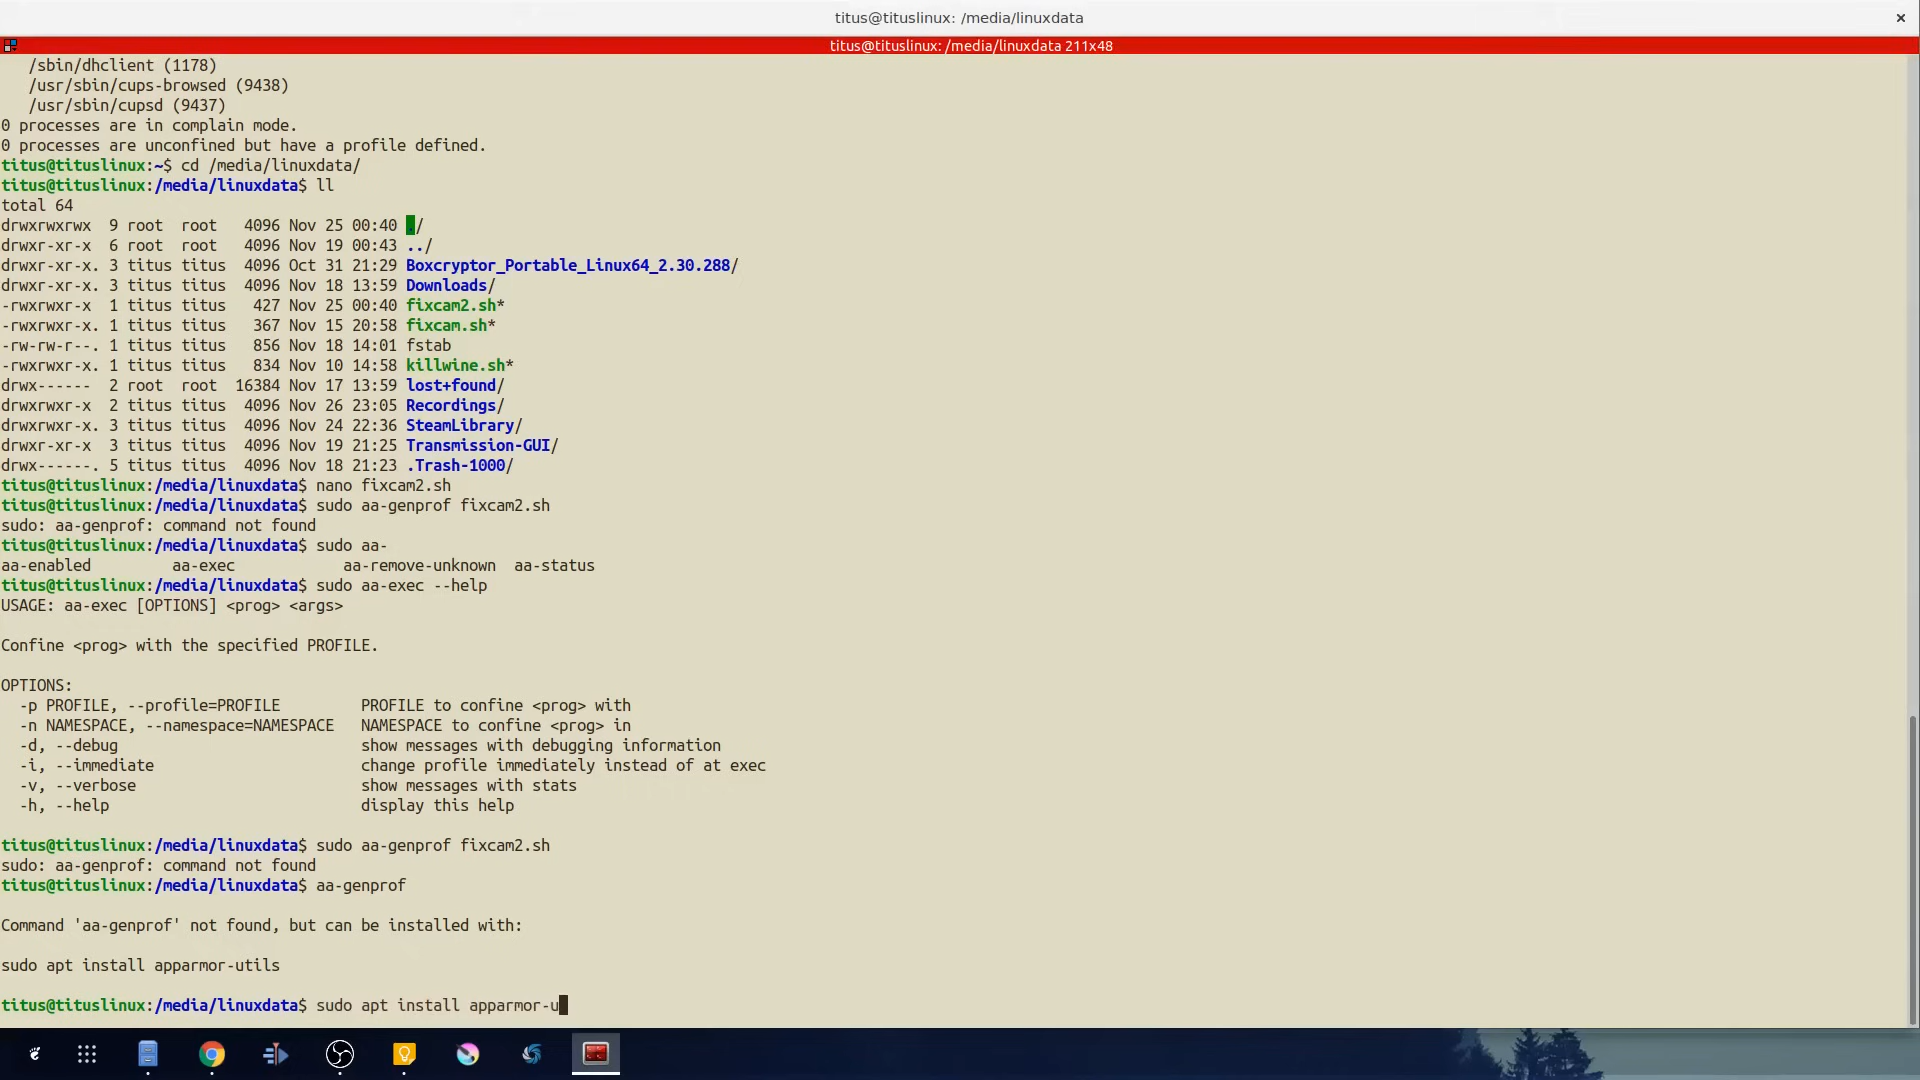 titus@tituslinux: /media/linuxdata
titus@tituslinux: /media/linuxdata 211x48
/sbin/dhclient (1178)
/usr/sbin/cups-browsed (9438)
/usr/sbin/cupsd (9437)
0 processes are in complain mode.
0 processes are unconfined but have a profile defined.
titus@tituslinux:~$ cd /media/linuxdata/
titus@tituslinux:/media/linuxdata$ ll
total 64
drwxrwxrwx  9 root  root   4096 Nov 25 00:40 ./
drwxr-xr-x  6 root  root   4096 Nov 19 00:43 ../
drwxr-xr-x. 3 titus titus  4096 Oct 31 21:29 Boxcryptor_Portable_Linux64_2.30.288/
drwxr-xr-x. 3 titus titus  4096 Nov 18 13:59 Downloads/
-rwxrwxr-x  1 titus titus   427 Nov 25 00:40 fixcam2.sh*
-rwxrwxr-x. 1 titus titus   367 Nov 15 20:58 fixcam.sh*
-rw-rw-r--. 1 titus titus   856 Nov 18 14:01 fstab
-rwxrwxr-x. 1 titus titus   834 Nov 10 14:58 killwine.sh*
drwx------  2 root  root  16384 Nov 17 13:59 lost+found/
drwxrwxr-x  2 titus titus  4096 Nov 26 23:05 Recordings/
drwxrwxr-x. 3 titus titus  4096 Nov 24 22:36 SteamLibrary/
drwxr-xr-x  3 titus titus  4096 Nov 19 21:25 Transmission-GUI/
drwx------. 5 titus titus  4096 Nov 18 21:23 .Trash-1000/
titus@tituslinux:/media/linuxdata$ nano fixcam2.sh
titus@tituslinux:/media/linuxdata$ sudo aa-genprof fixcam2.sh
sudo: aa-genprof: command not found
titus@tituslinux:/media/linuxdata$ sudo aa-
aa-enabled         aa-exec            aa-remove-unknown  aa-status
titus@tituslinux:/media/linuxdata$ sudo aa-exec --help
USAGE: aa-exec [OPTIONS] <prog> <args>
Confine <prog> with the specified PROFILE.
OPTIONS:
-p PROFILE, --profile=PROFILE         PROFILE to confine <prog> with
-n NAMESPACE, --namespace=NAMESPACE   NAMESPACE to confine <prog> in
-d, --debug                           show messages with debugging information
-i, --immediate                       change profile immediately instead of at exec
-v, --verbose                         show messages with stats
-h, --help                            display this help
titus@tituslinux:/media/linuxdata$ sudo aa-genprof fixcam2.sh
sudo: aa-genprof: command not found
titus@tituslinux:/media/linuxdata$ aa-genprof
Command 'aa-genprof' not found, but can be installed with:
sudo apt install apparmor-utils
titus@tituslinux:/media/linuxdata$ sudo apt install apparmor-u